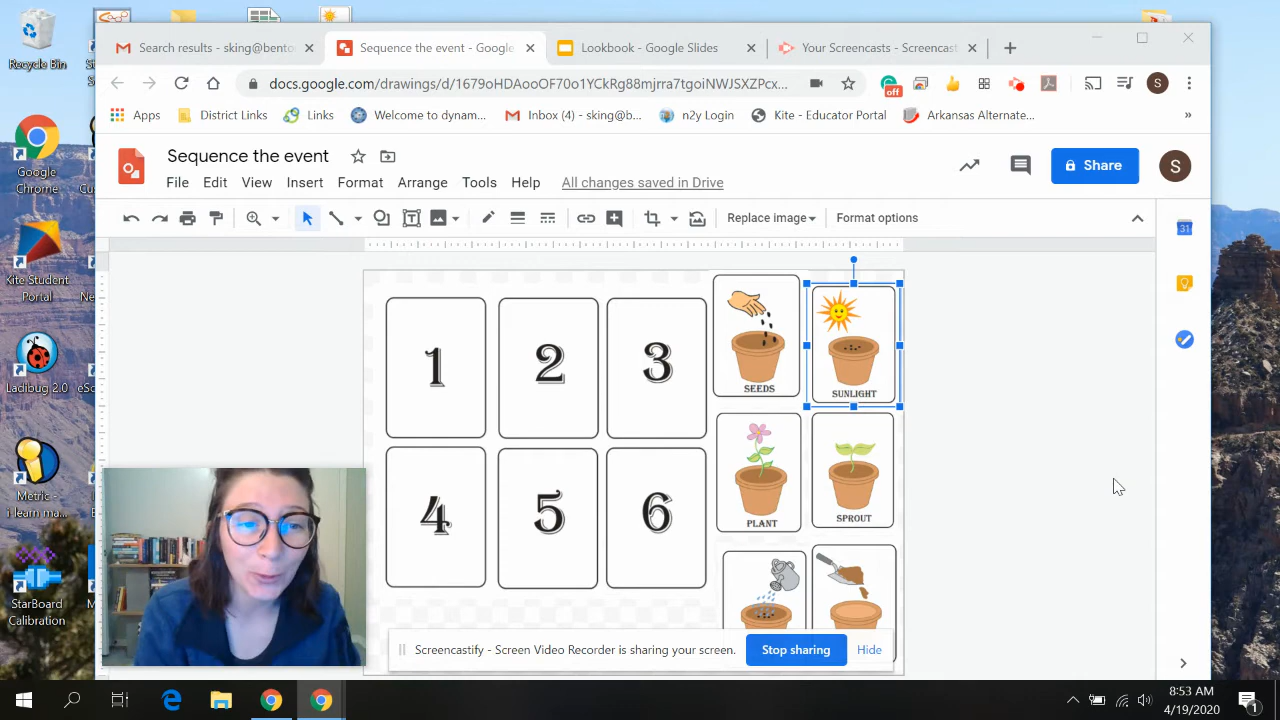 Recycle Bin
Google Chrome
Kite Student Portal
Ladibug 2.0
Metric - i-learn ma...
StarBoard Calibration
Search results - sking@bento
Sequence the event - Google
Lookbook - Google Slides
Your Screencasts - Screencast
docs.google.com/drawings/d/1679oHDAooOF70o1YCkRg88mjrra7tgoiNWJSXZPcx...
off
S
Apps
District Links
Links
Welcome to dynam...
Inbox (4) - sking@b...
n2y Login
Kite - Educator Portal
Arkansas Alternate...
»
Sequence the event
Share
S
File Edit View Insert Format Arrange Tools Help All changes saved in Drive
Replace image
Format options
31
1 2 3
SEEDS
SUNLIGHT
4 5 6
PLANT
SPROUT
Screencastify - Screen Video Recorder is sharing your screen.
Stop sharing
Hide
8:53 AM
4/19/2020
1